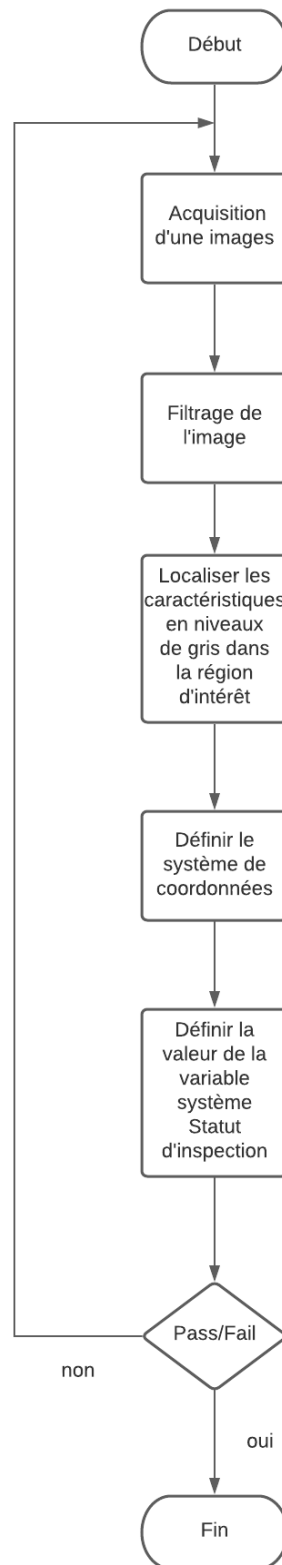 Début
Acquisition
d'une images
Filtrage de
l'image
Localiser les
caractéristiques
en niveaux
de gris dans
la région
d'intérêt
Définir le
système de
coordonnées
Définir la
valeur de la
variable
système
Statut
d'inspection
Pass/Fail
non
oui
Fin